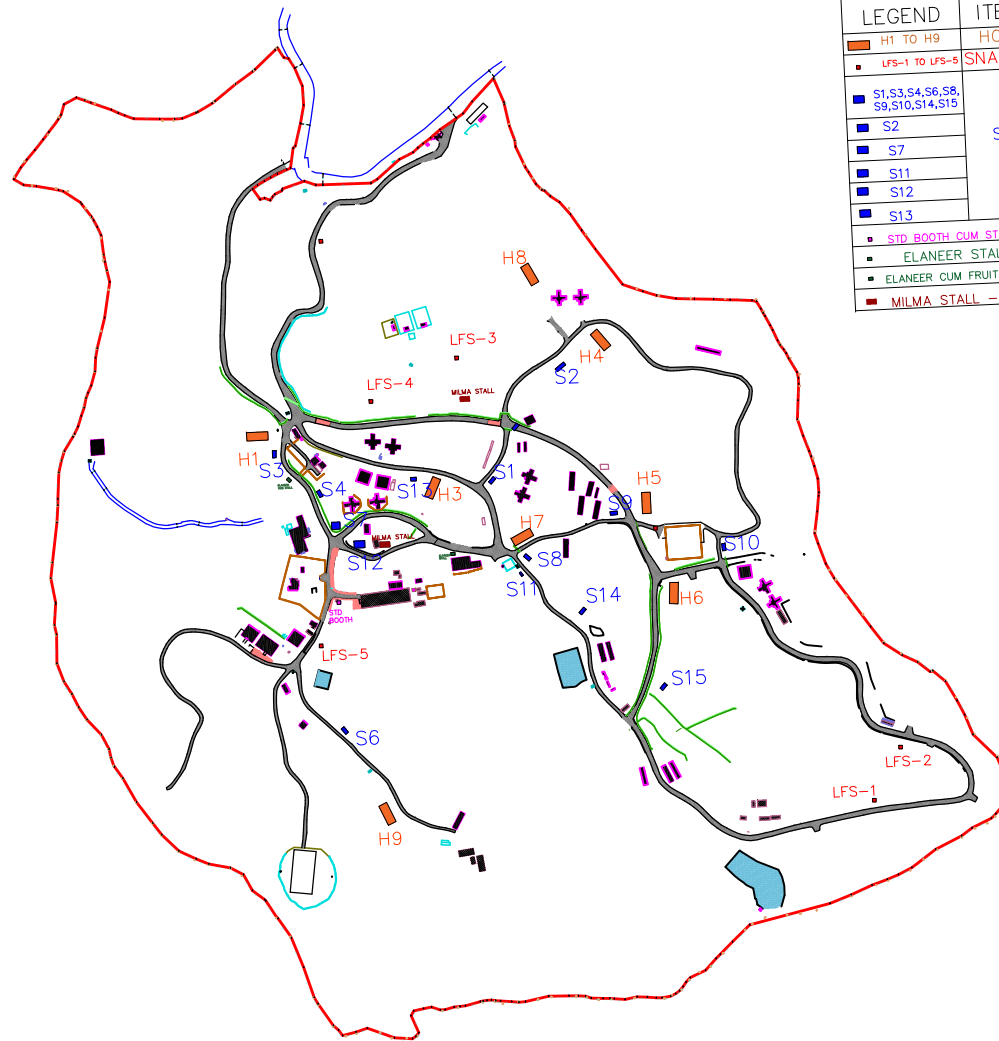 LEGEND ITE
H1 TO H9 HO
LFS-1 TO LFS-5 SNA
S1,S3,S4,S6,S8,
S9,S10,S14,S15
S2
S
S7
S11
S12
S13
STD BOOTH CUM ST
ELANEER STAL
ELANEER CUM FRUIT
MILMA STALL -
H8
H4
LFS-3
S2
LFS-4
MILMA STALL
H1
S3
S4
S13
H3
S1
H5
S9
H7
MILMA STALL
S12
S8
S10
S11
H6
S14
STD
BOOTH
LFS-5
S15
S6
LFS-2
LFS-1
H9